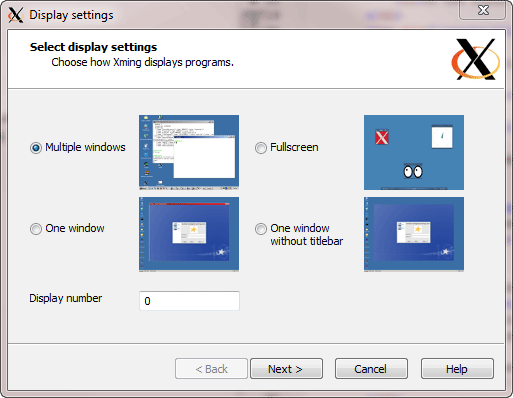 Display settings
Select display settings
Choose how Xming displays programs.
Multiple windows
Fullscreen
One window
One window
without titlebar
Display number
0
< Back
Next >
Cancel
Help